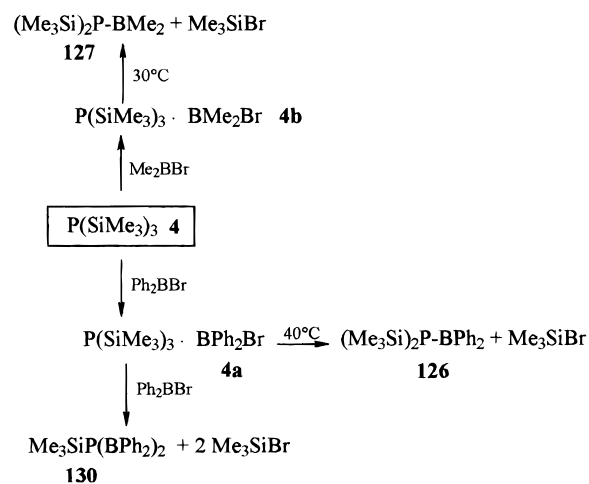 (Me₃Si)₂P-BMe₂ + Me₃SiBr
127
30°C
P(SiMe₃)₃ · BMe₂Br 4b
Me₂BBr
P(SiMe₃)₃ 4
Ph₂BBr
P(SiMe₃)₃ · BPh₂Br 40°C (Me₃Si)₂P-BPh₂ + Me₃SiBr
4a 126
Ph₂BBr
Me₃SiP(BPh₂)₂ + 2 Me₃SiBr
130